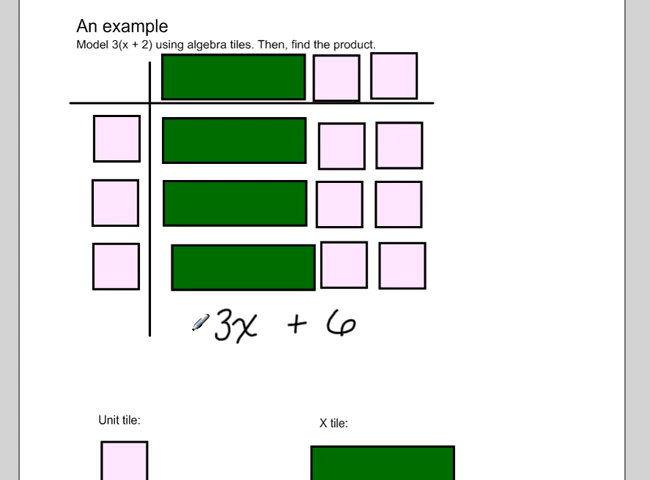 An example
Model 3(x + 2) using algebra tiles. Then, find the product.
3x + 6
Unit tile:
X tile: